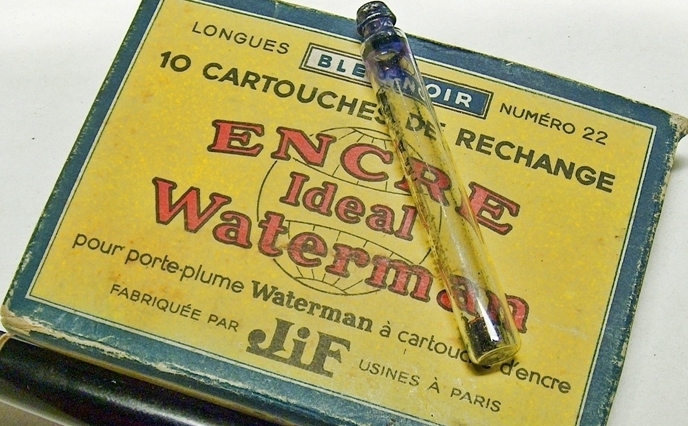 LONGUES BLEU NOIR NUMÉRO 22
10 CARTOUCHES DE RECHANGE
ENCRE
Ideal
Waterman
pour porte-plume Waterman à cartouche d'encre
FABRIQUÉE PAR JiF USINES À PARIS